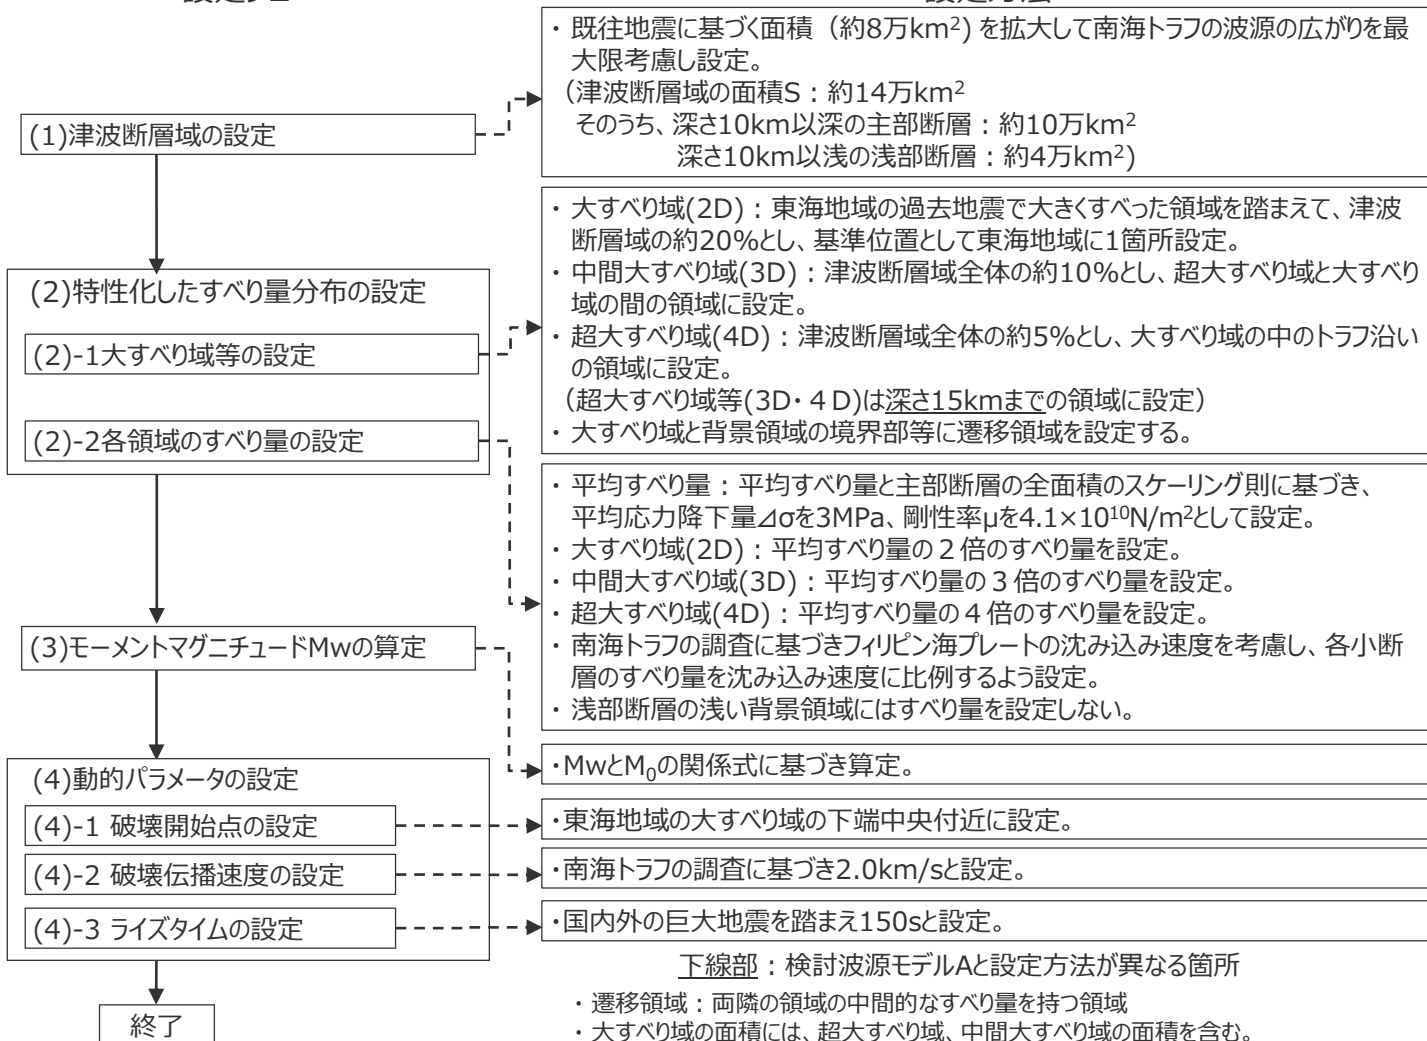 ・ 既往地震に基づく面積（約8万km²) を拡大して南海トラフの波源の広がりを最
大限考慮し設定。
（津波断層域の面積S：約14万km²
そのうち、深さ10km以深の主部断層：約10万km²
深さ10km以浅の浅部断層：約4万km²)
(1)津波断層域の設定
・ 大すべり域(2D)：東海地域の過去地震で大きくすべった領域を踏まえて、津波
断層域の約20%とし、基準位置として東海地域に1箇所設定。
・ 中間大すべり域(3D)：津波断層域全体の約10%とし、超大すべり域と大すべり
域の間の領域に設定。
・ 超大すべり域(4D)：津波断層域全体の約5%とし、大すべり域の中のトラフ沿い
の領域に設定。
（超大すべり域等(3D・４D)は深さ15kmまでの領域に設定）
・ 大すべり域と背景領域の境界部等に遷移領域を設定する。
(2)特性化したすべり量分布の設定
(2)-1大すべり域等の設定
(2)-2各領域のすべり量の設定
・ 平均すべり量：平均すべり量と主部断層の全面積のスケーリング則に基づき、
平均応力降下量⊿σを3MPa、剛性率μを4.1×10¹⁰N/m²として設定。
・ 大すべり域(2D)：平均すべり量の２倍のすべり量を設定。
・ 中間大すべり域(3D)：平均すべり量の３倍のすべり量を設定。
・ 超大すべり域(4D)：平均すべり量の４倍のすべり量を設定。
・ 南海トラフの調査に基づきフィリピン海プレートの沈み込み速度を考慮し、各小断
層のすべり量を沈み込み速度に比例するよう設定。
・ 浅部断層の浅い背景領域にはすべり量を設定しない。
(3)モーメントマグニチュードMwの算定
・MwとM₀の関係式に基づき算定。
(4)動的パラメータの設定
(4)-1 破壊開始点の設定
・東海地域の大すべり域の下端中央付近に設定。
(4)-2 破壊伝播速度の設定
・南海トラフの調査に基づき2.0km/sと設定。
(4)-3 ライズタイムの設定
・国内外の巨大地震を踏まえ150sと設定。
終了
下線部：検討波源モデルAと設定方法が異なる箇所
・ 遷移領域：両隣の領域の中間的なすべり量を持つ領域
・ 大すべり域の面積には、超大すべり域、中間大すべり域の面積を含む。